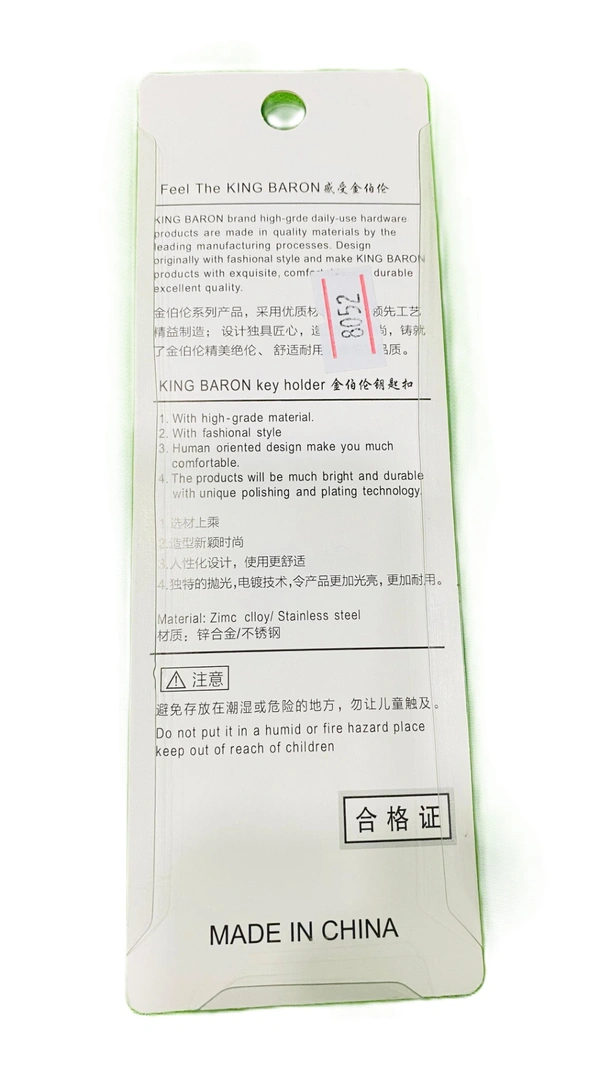 Feel The KING BARON 感受金伯伦
KING BARON brand high-grde daily-use hardware
products are made in quality materials by the
leading manufacturing processes. Design
originally with fashional style and make KING BARON
products with exquisite, durable
excellent quality.
金伯伦系列产品，采用优质 领先工艺
精益制造； 设计独具匠心， 尚，铸就
了金伯伦精美绝伦、 舒适耐用 品质。
8052
KING BARON key holder 金伯伦钥匙扣
1. With high-grade material.
2. With fashional style
3. Human oriented design make you much
comfortable.
4. The products will be much bright and durable
with unique polishing and plating technology.
1.选材上乘
2.造型新颖时尚
3.人性化设计，使用更舒适
4.独特的抛光,电镀技术,令产品更加光亮，更加耐用。
Material: Zimc clloy/ Stainless steel
材质：锌合金/不锈钢
注意
避免存放在潮湿或危险的地方，勿让儿童触及。
Do not put it in a humid or fire hazard place
keep out of reach of children
合格证
MADE IN CHINA